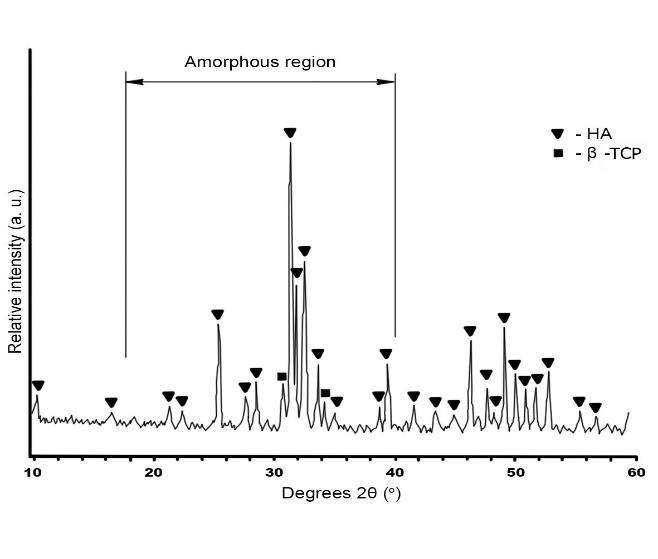 Amorphous region
- HA
- β -TCP
Relative intensity (a. u.)
10 20 30 40 50 60
Degrees 2θ (°)